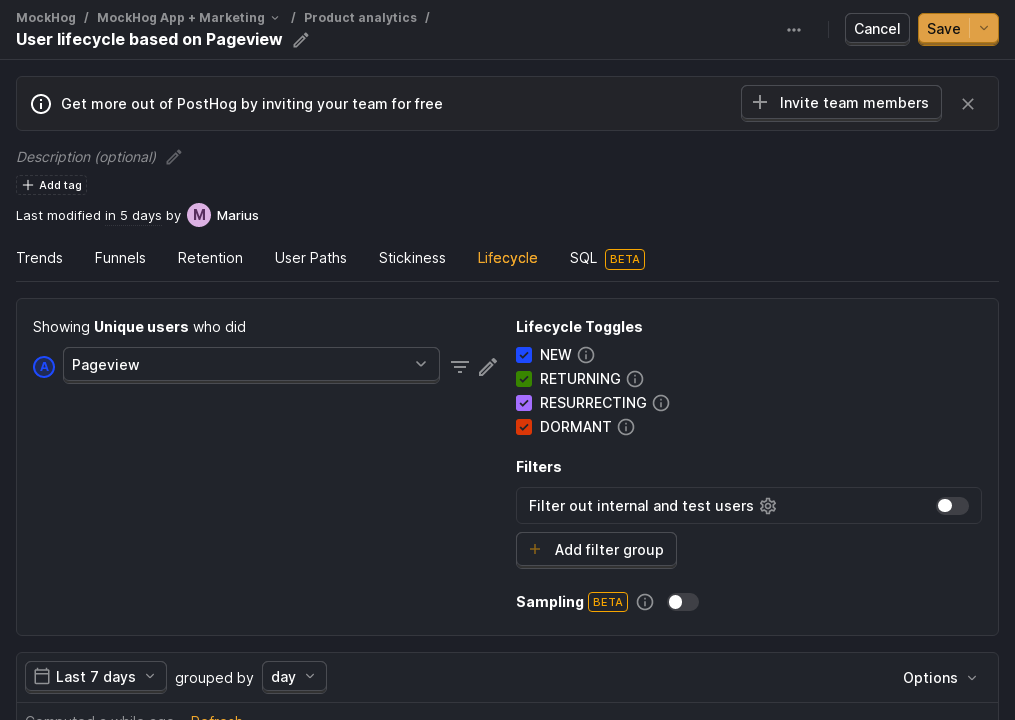 MockHog / MockHog App + Marketing / Product analytics /
User lifecycle based on Pageview
Cancel
Save
Get more out of PostHog by inviting your team for free
Invite team members
Description (optional)
Add tag
Last modified in 5 days by M Marius
Trends Funnels Retention User Paths Stickiness Lifecycle SQL BETA
Showing Unique users who did
A Pageview
Lifecycle Toggles
NEW
RETURNING
RESURRECTING
DORMANT
Filters
Filter out internal and test users
Add filter group
Sampling BETA
Last 7 days grouped by day
Options
Computed a while ago Refresh